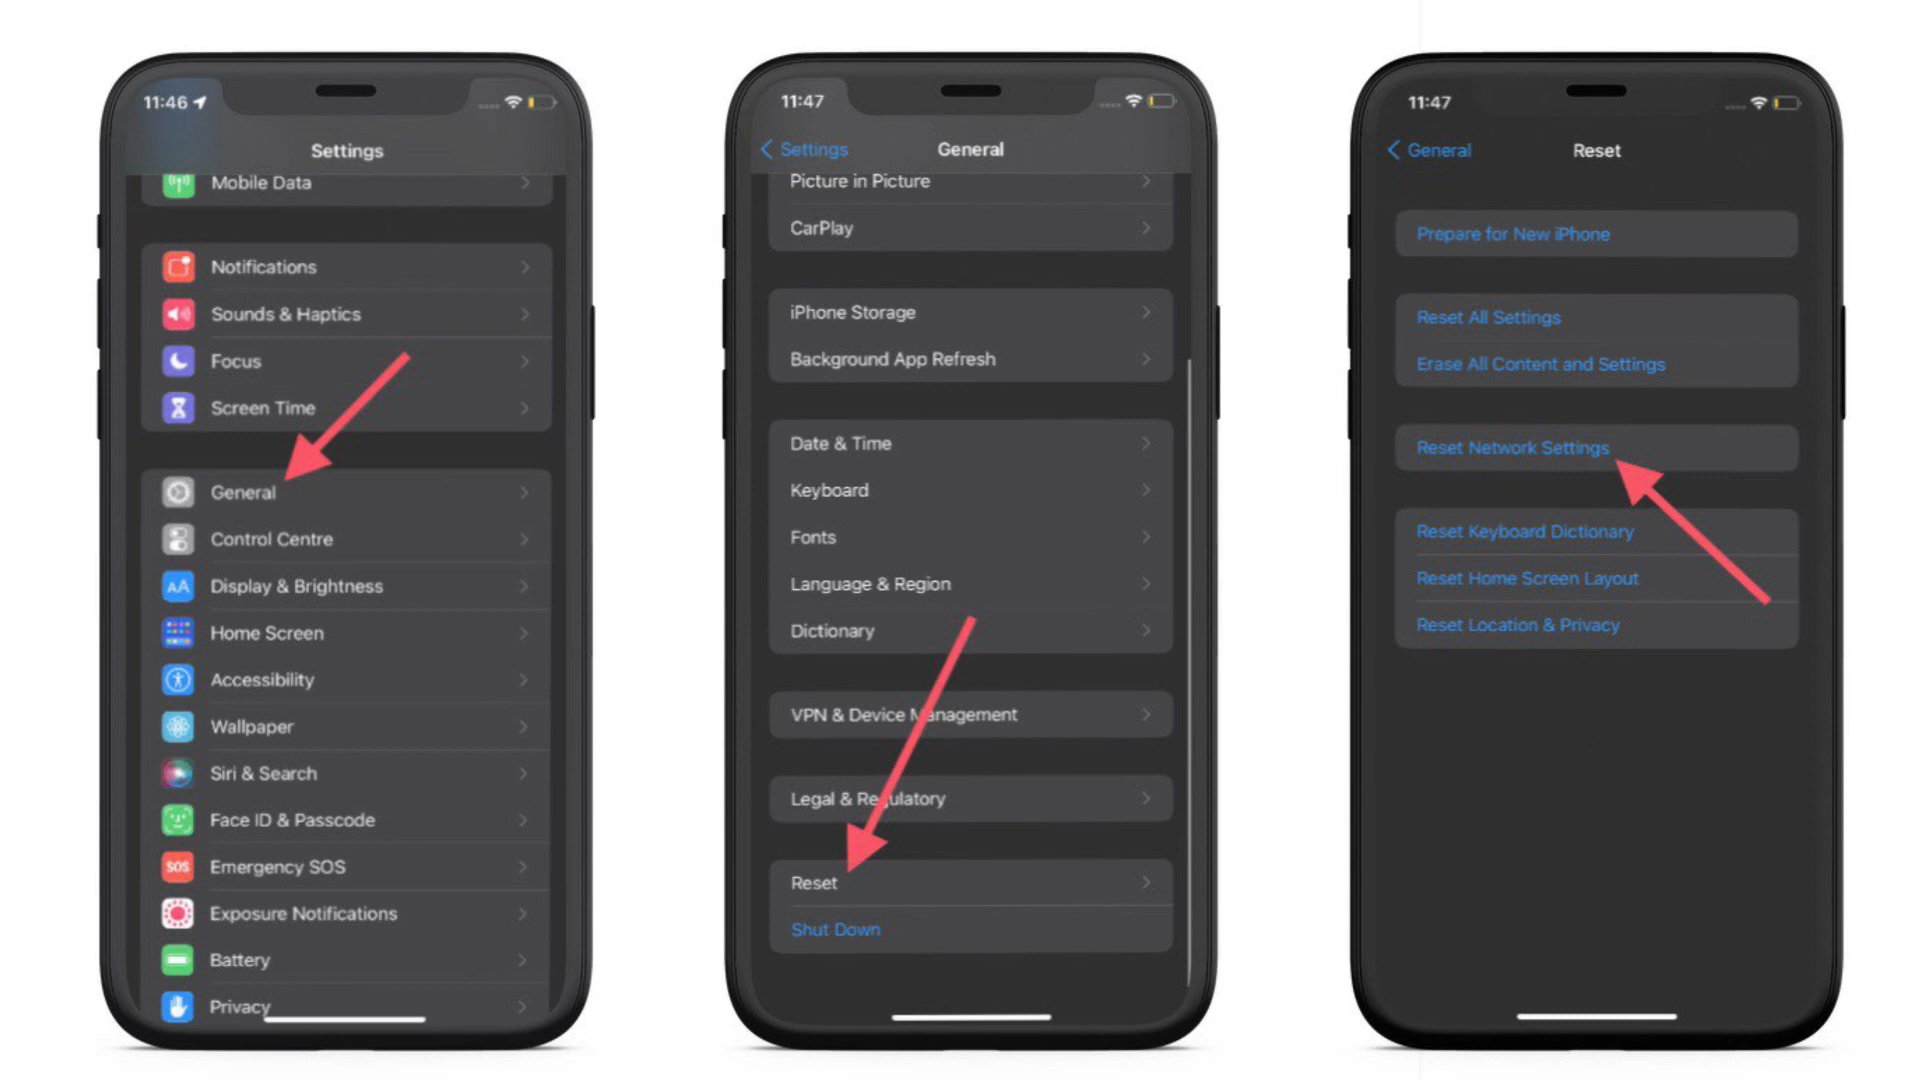 11:46
Settings
Mobile Data
Notifications
Sounds & Haptics
Focus
Screen Time
General
Control Centre
AA
Display & Brightness
Home Screen
Accessibility
Wallpaper
Siri & Search
Face ID & Passcode
SOS
Emergency SOS
Exposure Notifications
Battery
Privacy
11:47
Settings
General
Picture in Picture
CarPlay
iPhone Storage
Background App Refresh
Date & Time
Keyboard
Fonts
Language & Region
Dictionary
VPN & Device Management
Legal & Regulatory
Reset
Shut Down
11:47
General
Reset
Prepare for New iPhone
Reset All Settings
Erase All Content and Settings
Reset Network Settings
Reset Keyboard Dictionary
Reset Home Screen Layout
Reset Location & Privacy